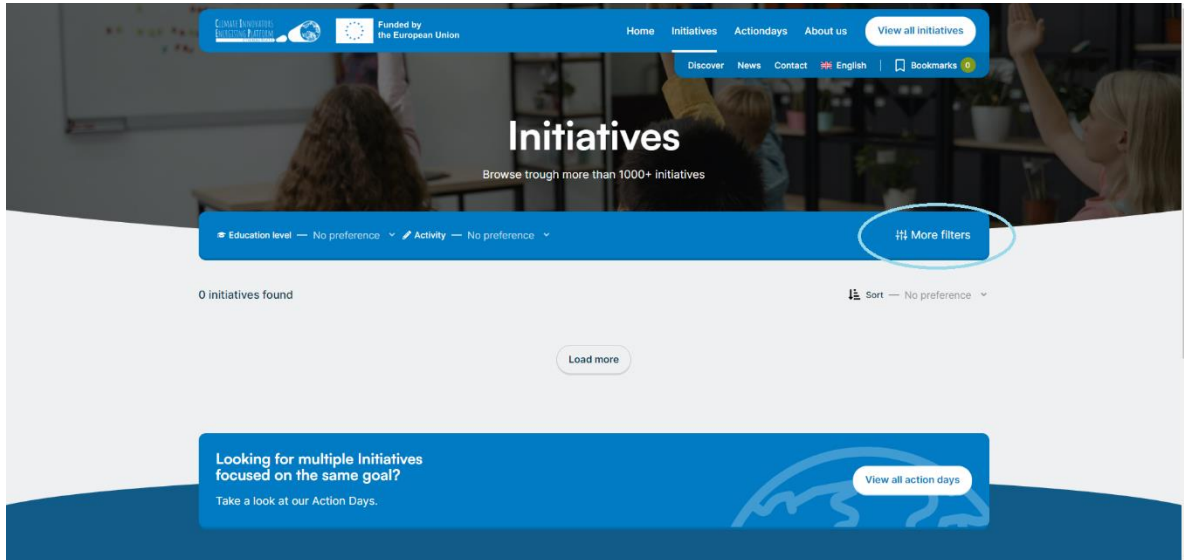 CLIMATE INNOVATORS
ENERGISING PLATFORM
Funded by
the European Union
Home Initiatives Actiondays About us View all initiatives
Discover News Contact English Bookmarks 0
Initiatives
Browse trough more than 1000+ initiatives
Education level — No preference Activity — No preference More filters
0 initiatives found Sort — No preference
Load more
Looking for multiple Initiatives
focused on the same goal?
Take a look at our Action Days.
View all action days